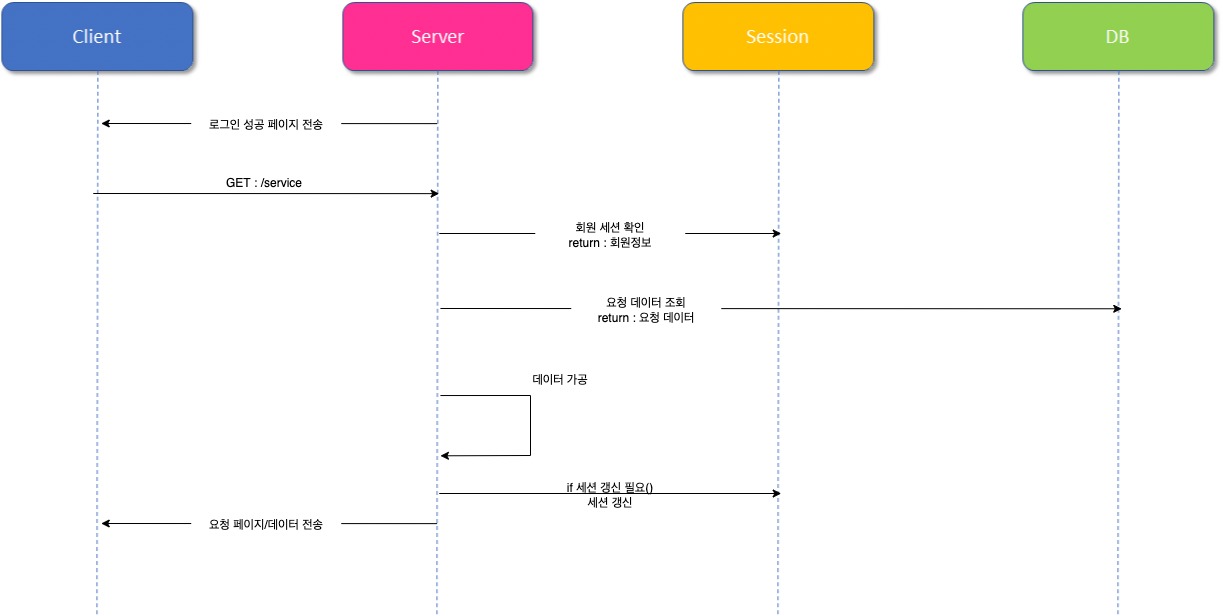 Client
Server
Session
DB
로그인 성공 페이지 전송
GET : /service
회원 세션 확인
return : 회원정보
요청 데이터 조회
return : 요청 데이터
데이터 가공
if 세션 갱신 필요()
세션 갱신
요청 페이지/데이터 전송